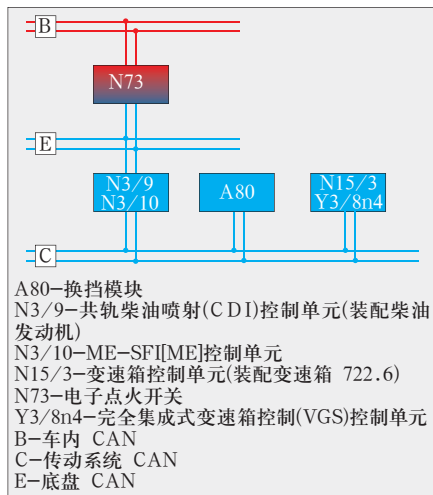 B
N73
E
N3/9
N3/10
A80
N15/3
Y3/8n4
C
A80—换挡模块
N3/9—共轨柴油喷射(CDI)控制单元(装配柴油
发动机)
N3/10—ME—SFI[ME]控制单元
N15/3—变速箱控制单元(装配变速箱 722.6)
N73—电子点火开关
Y3/8n4—完全集成式变速箱控制(VGS)控制单元
B—车内 CAN
C—传动系统 CAN
E—底盘 CAN